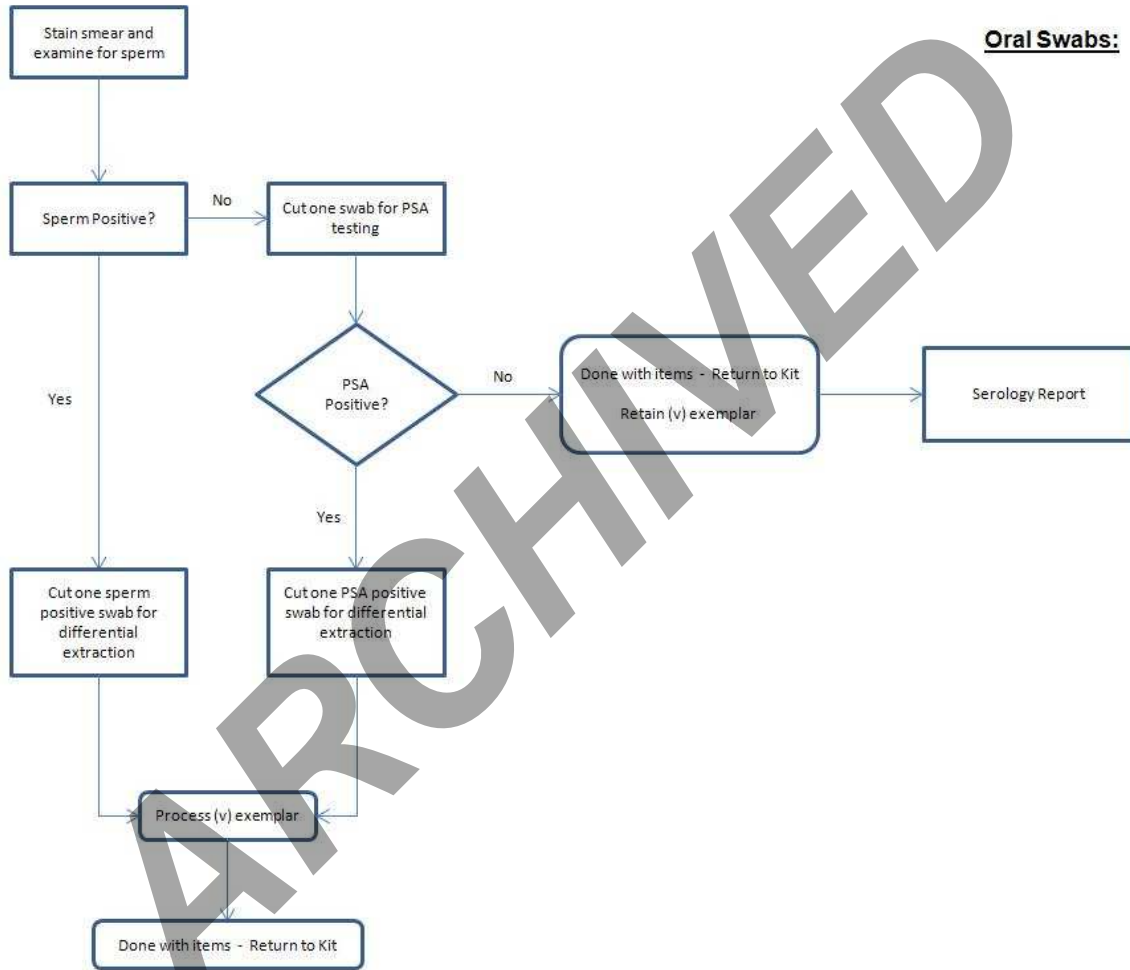 Oral Swabs:
Stain smear and
examine for sperm
Sperm Positive?
No
Cut one swab for PSA
testing
PSA
Positive?
No
Done with items - Return to Kit
Retain (v) exemplar
Serology Report
Yes
Yes
Cut one sperm
positive swab for
differential
extraction
Cut one PSA positive
swab for differential
extraction
Process (v) exemplar
Done with items - Return to Kit
ARCHIVED